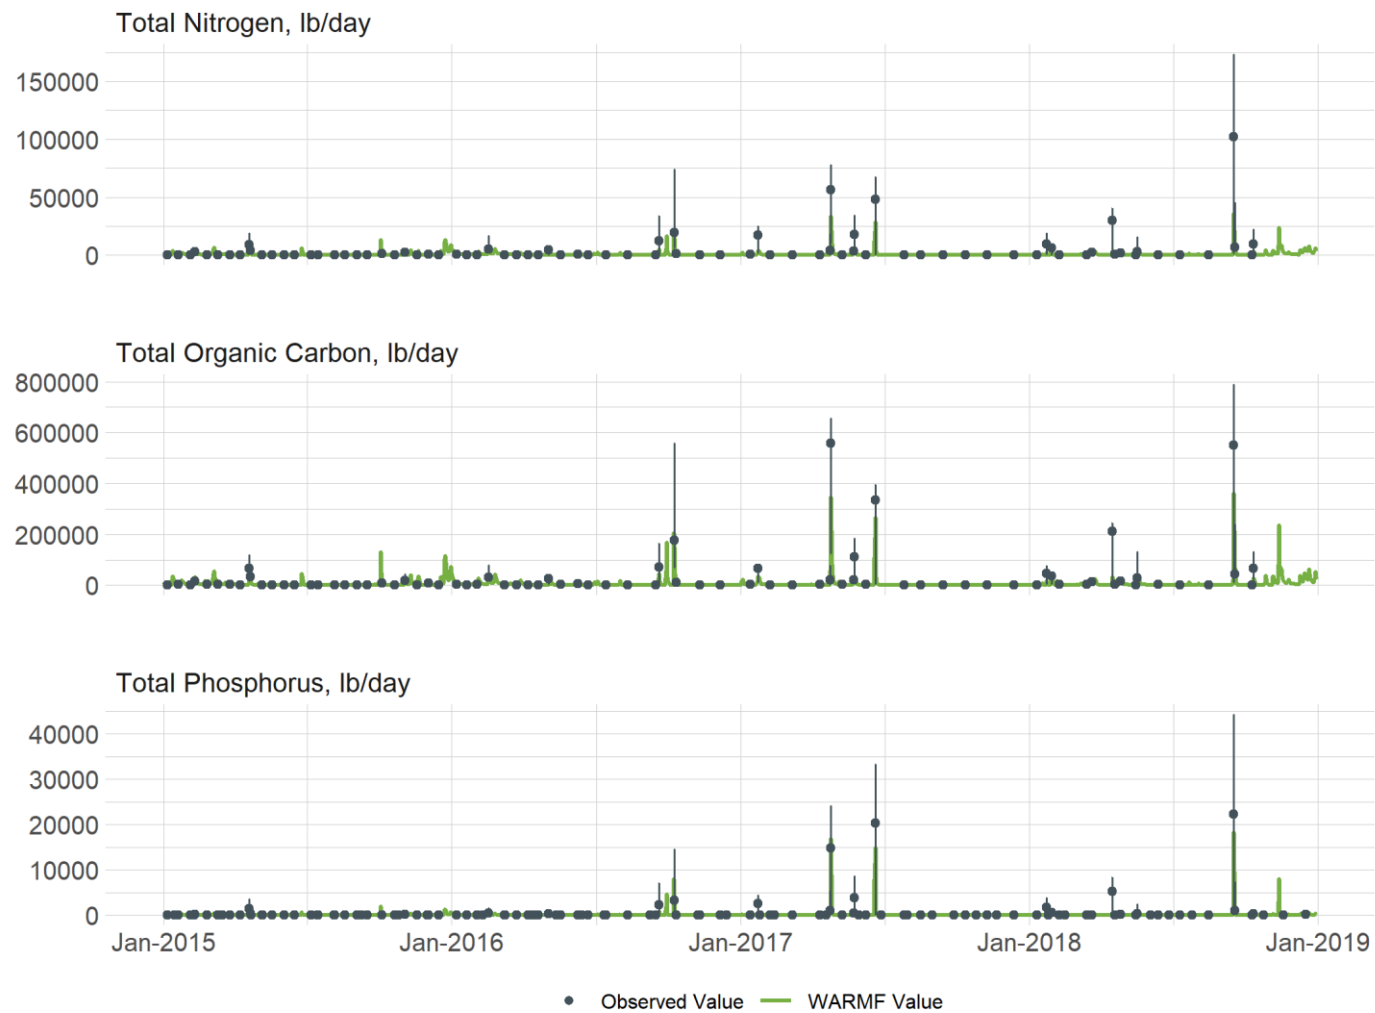 Total Nitrogen, lb/day
150000
100000
50000
0
Total Organic Carbon, lb/day
800000
600000
400000
200000
0
Total Phosphorus, lb/day
40000
30000
20000
10000
0
Jan-2015 Jan-2016 Jan-2017 Jan-2018 Jan-2019
Observed Value WARMF Value